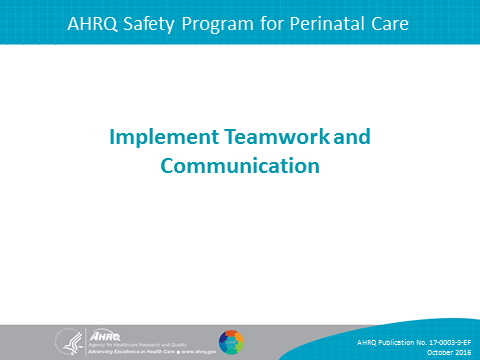 AHRQ Safety Program for Perinatal Care
Implement Teamwork and
Communication
AHRQ
Agency for Healthcare Research and Quality
Advancing Excellence in Health Care • www.ahrq.gov
AHRQ Publication No. 17-0003-3-EF
October 2016